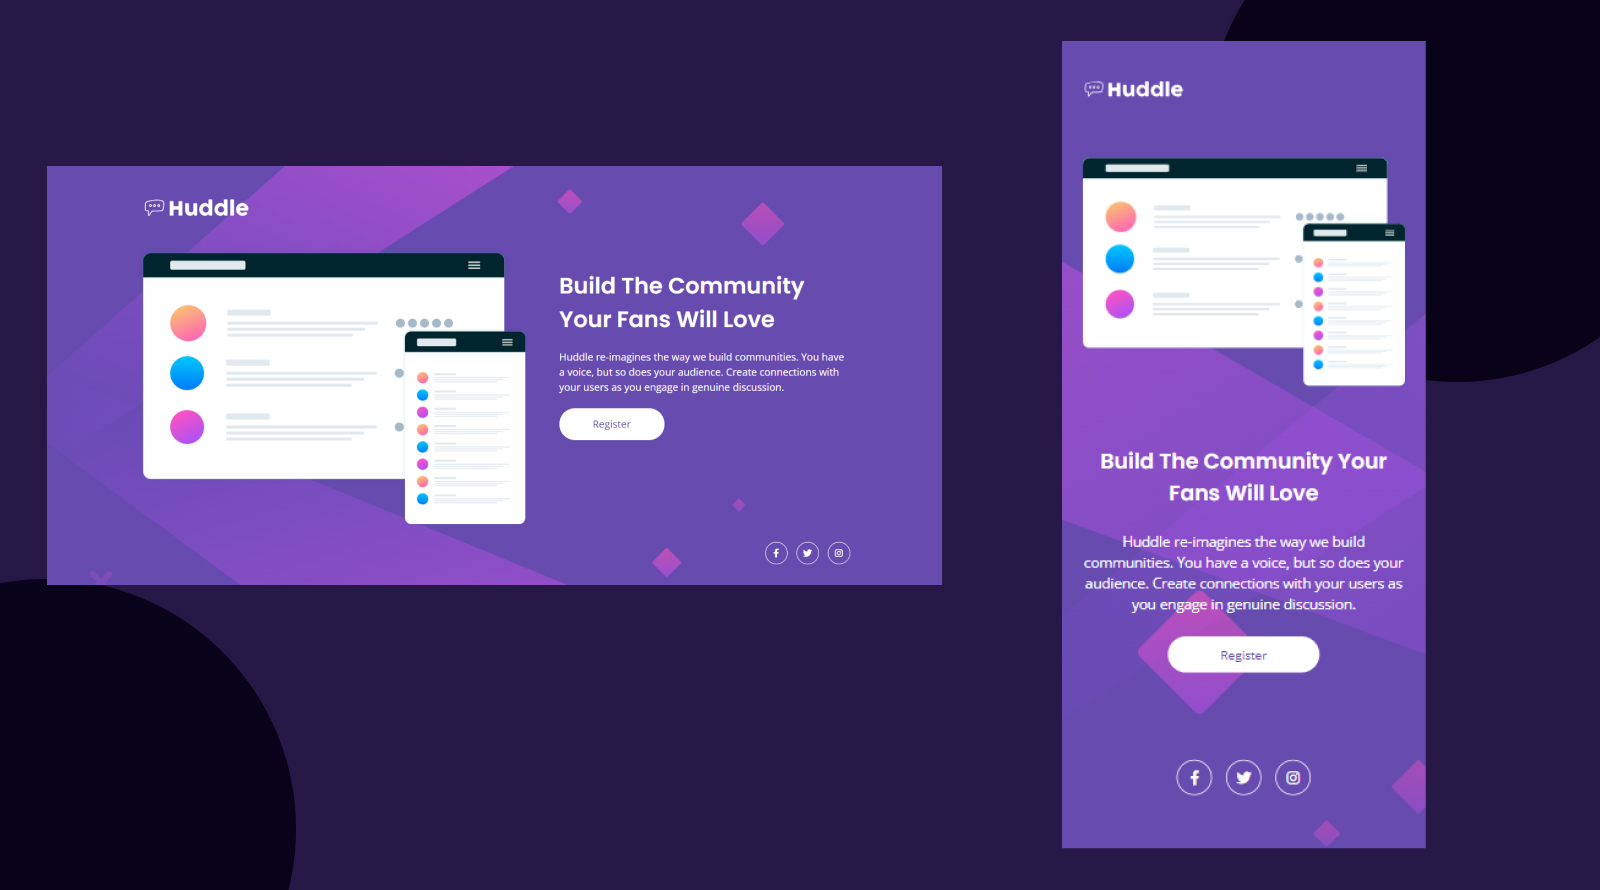 Huddle
Build The Community
Your Fans Will Love
Huddle re-imagines the way we build communities. You have
a voice, but so does your audience. Create connections with
your users as you engage in genuine discussion.
Register
Huddle
Build The Community Your
Fans Will Love
Huddle re-imagines the way we build
communities. You have a voice, but so does your
audience. Create connections with your users as
you engage in genuine discussion.
Register